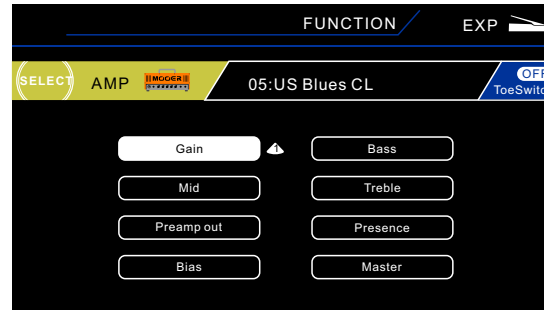 FUNCTION EXP
SELECT AMP MOOER 05:US Blues CL OFF
ToeSwitc
Gain 1 Bass
Mid Treble
Preamp out Presence
Bias Master